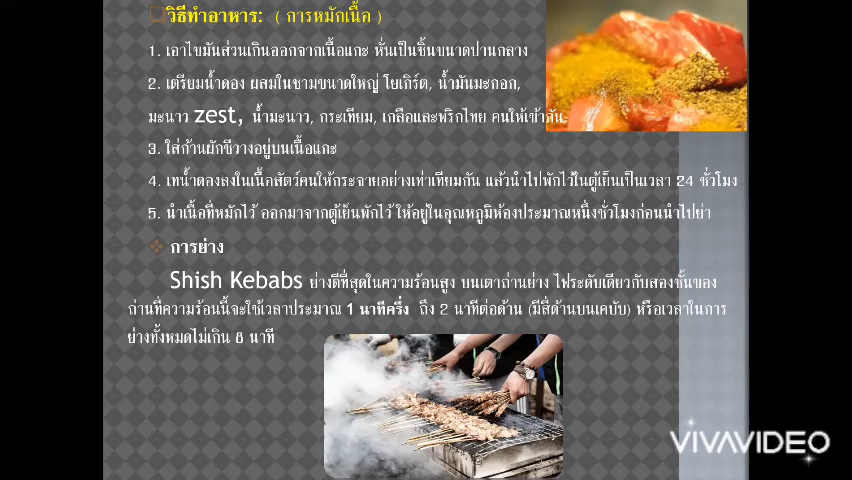 วิธีทำอาหาร: ( การหมักเนื้อ )
1. เอาไขมันส่วนเกินออกจากเนื้อแกะ หั่นเป็นชิ้นขนาดปานกลาง
2. เตรียมน้ำดอง ผสมในชามขนาดใหญ่ โยเกิร์ต, น้ำมันมะกอก,
มะนาว zest, น้ำมะนาว, กระเทียม, เกลือและพริกไทย คนให้เข้ากัน.
3. ใส่ก้านผักชีวางอยู่บนเนื้อแกะ
4. เทน้ำดองลงในเนื้อสัตว์คนให้กระจายอย่างเท่าเทียมกัน แล้วนำไปพักไว้ในตู้เย็นเป็นเวลา 24 ชั่วโมง
5. นำเนื้อที่หมักไว้ ออกมาจากตู้เย็นพักไว้ ให้อยู่ในอุณหภูมิห้องประมาณหนึ่งชั่วโมงก่อนนำไปย่า
การย่าง
Shish Kebabs ย่างดีที่สุดในความร้อนสูง บนเตาถ่านย่าง ไฟระดับเดียวกับสองชั้นของ
ถ่านที่ความร้อนนี้จะใช้เวลาประมาณ 1 นาทีครึ่ง ถึง 2 นาทีต่อด้าน (มีสี่ด้านบนเคบับ) หรือเวลาในการ
ย่างทั้งหมดไม่เกิน 8 นาที
VIVAVIDEO